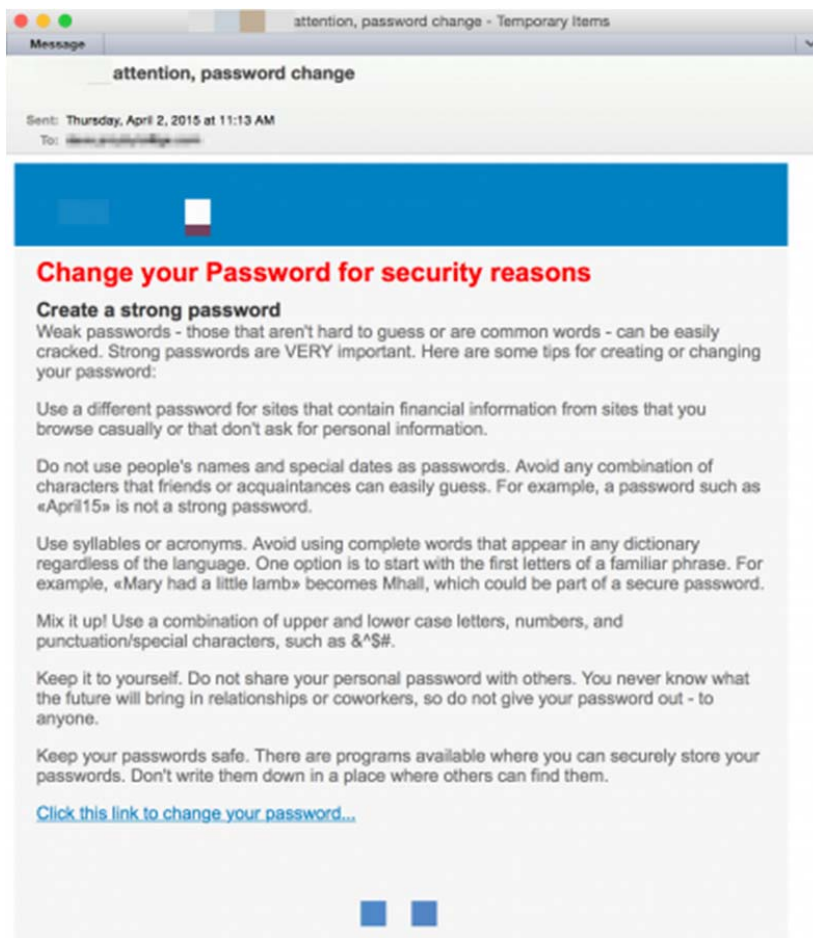 attention, password change - Temporary Items
Message
attention, password change
Sent: Thursday, April 2, 2015 at 11:13 AM
To:
Change your Password for security reasons
Create a strong password
Weak passwords - those that aren't hard to guess or are common words - can be easily
cracked. Strong passwords are VERY important. Here are some tips for creating or changing
your password:
Use a different password for sites that contain financial information from sites that you
browse casually or that don't ask for personal information.
Do not use people's names and special dates as passwords. Avoid any combination of
characters that friends or acquaintances can easily guess. For example, a password such as
«April15» is not a strong password.
Use syllables or acronyms. Avoid using complete words that appear in any dictionary
regardless of the language. One option is to start with the first letters of a familiar phrase. For
example, «Mary had a little lamb» becomes Mhall, which could be part of a secure password.
Mix it up! Use a combination of upper and lower case letters, numbers, and
punctuation/special characters, such as &^$#.
Keep it to yourself. Do not share your personal password with others. You never know what
the future will bring in relationships or coworkers, so do not give your password out - to
anyone.
Keep your passwords safe. There are programs available where you can securely store your
passwords. Don't write them down in a place where others can find them.
Click this link to change your password...